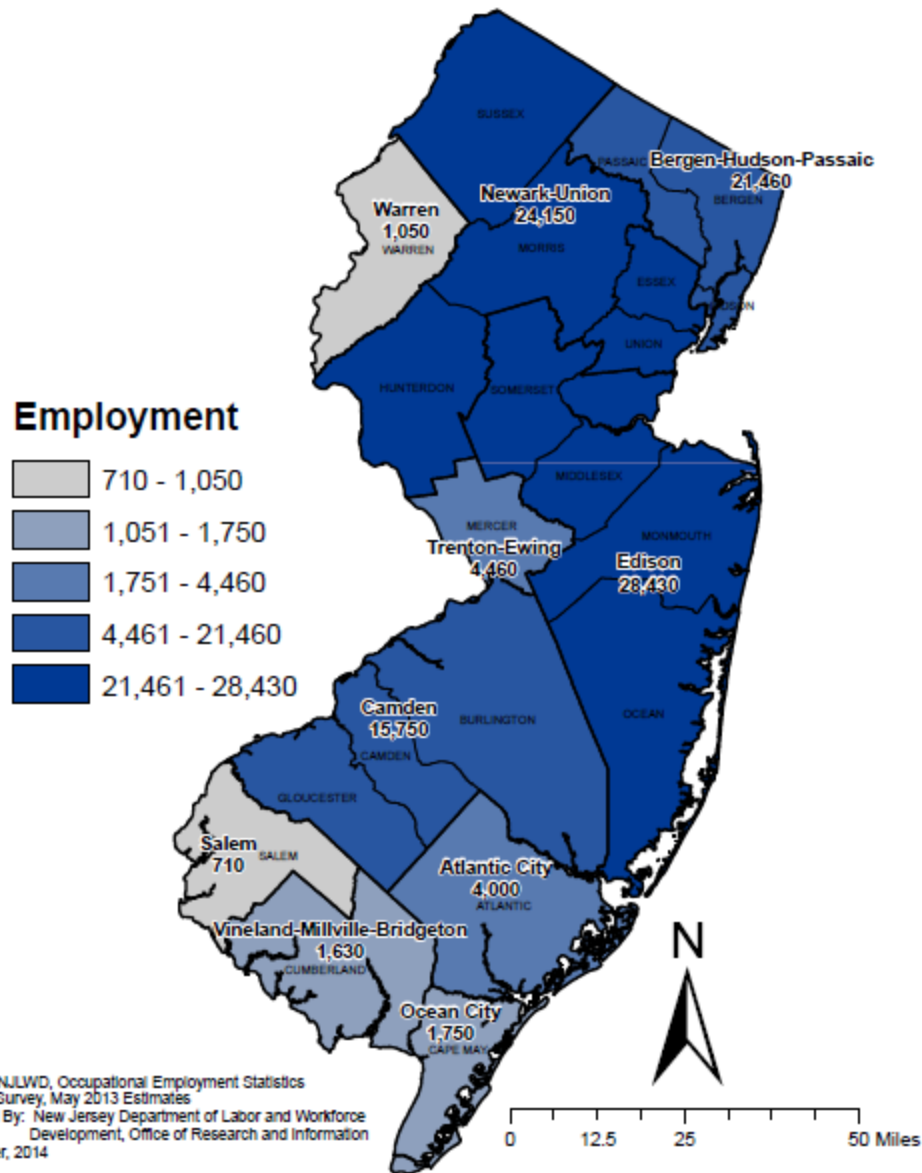 SUSSEX
PASSAIC
Bergen-Hudson-Passaic
21,460
BERGEN
Newark-Union
24,150
MORRIS
Warren
1,050
WARREN
ESSEX
UNION
HUNTERDON
SOMERSET
Employment
710 - 1,050
1,051 - 1,750
1,751 - 4,460
4,461 - 21,460
21,461 - 28,430
MIDDLESEX
MERCER
Trenton-Ewing
4,460
MONMOUTH
Edison
28,430
OCEAN
Camden
15,750
CAMDEN
BURLINGTON
GLOUCESTER
Salem
710
SALEM
Atlantic City
4,000
ATLANTIC
Vineland-Millville-Bridgeton
1,630
CUMBERLAND
Ocean City
1,750
CAPE MAY
N
NJLWD, Occupational Employment Statistics
Survey, May 2013 Estimates
By: New Jersey Department of Labor and Workforce
Development, Office of Research and Information
r, 2014
0 12.5 25 50 Miles